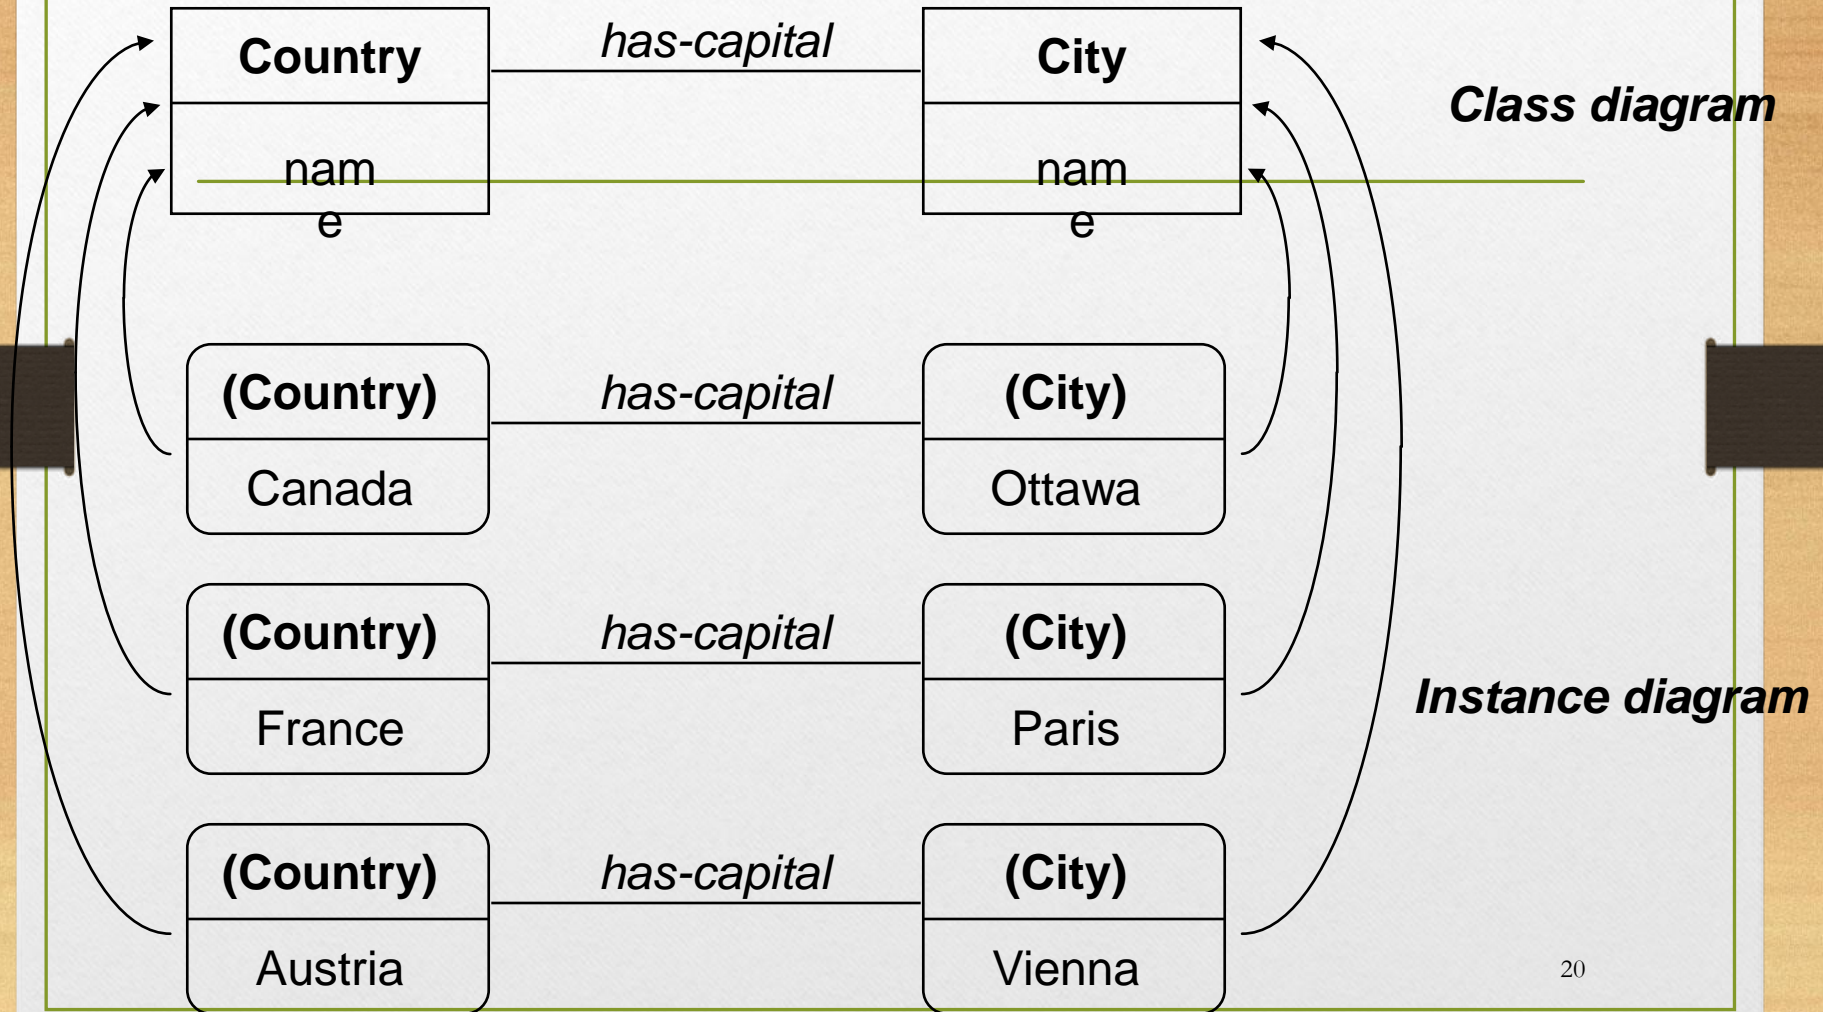 Country
has-capital
City
Class diagram
nam
e
nam
e
(Country)
has-capital
(City)
Canada
Ottawa
(Country)
has-capital
(City)
France
Paris
Instance diagram
(Country)
has-capital
(City)
Austria
Vienna
20